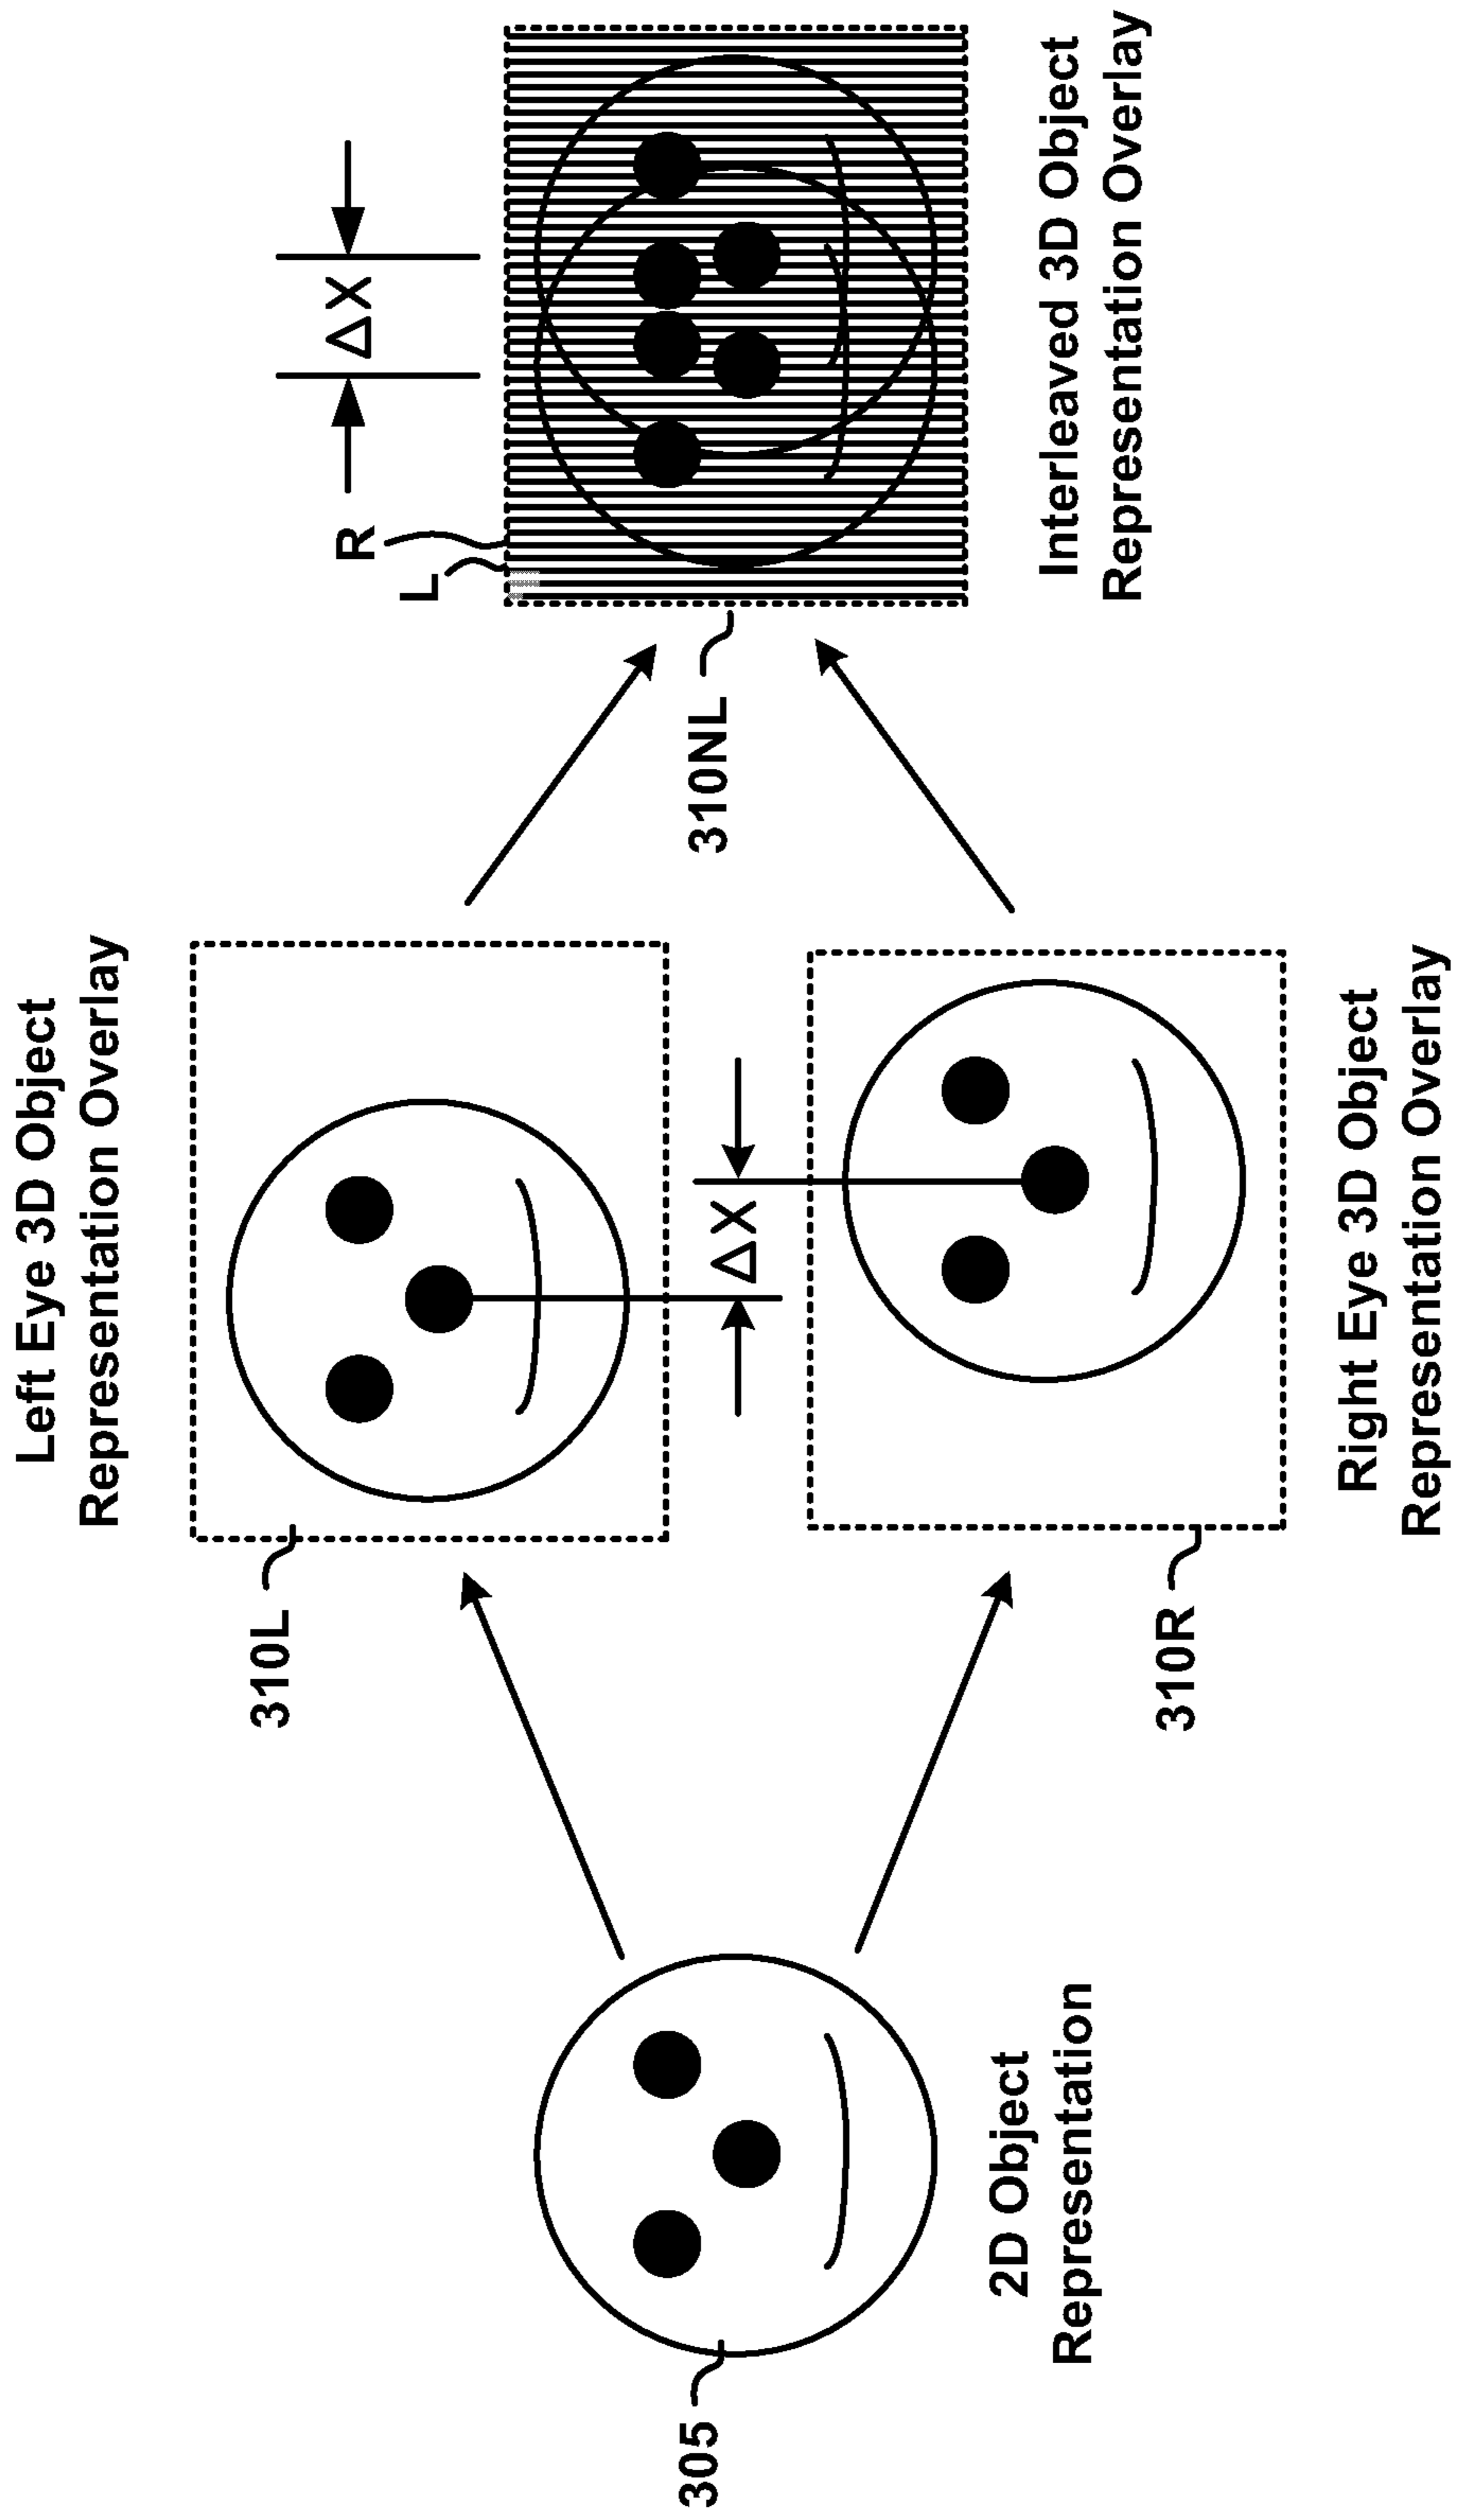 305
2D Object
Representation
Left Eye 3D Object
Representation Overlay
310L
ΔX
310R
Right Eye 3D Object
Representation Overlay
ΔX
R
L
310NL
Interleaved 3D Object
Representation Overlay